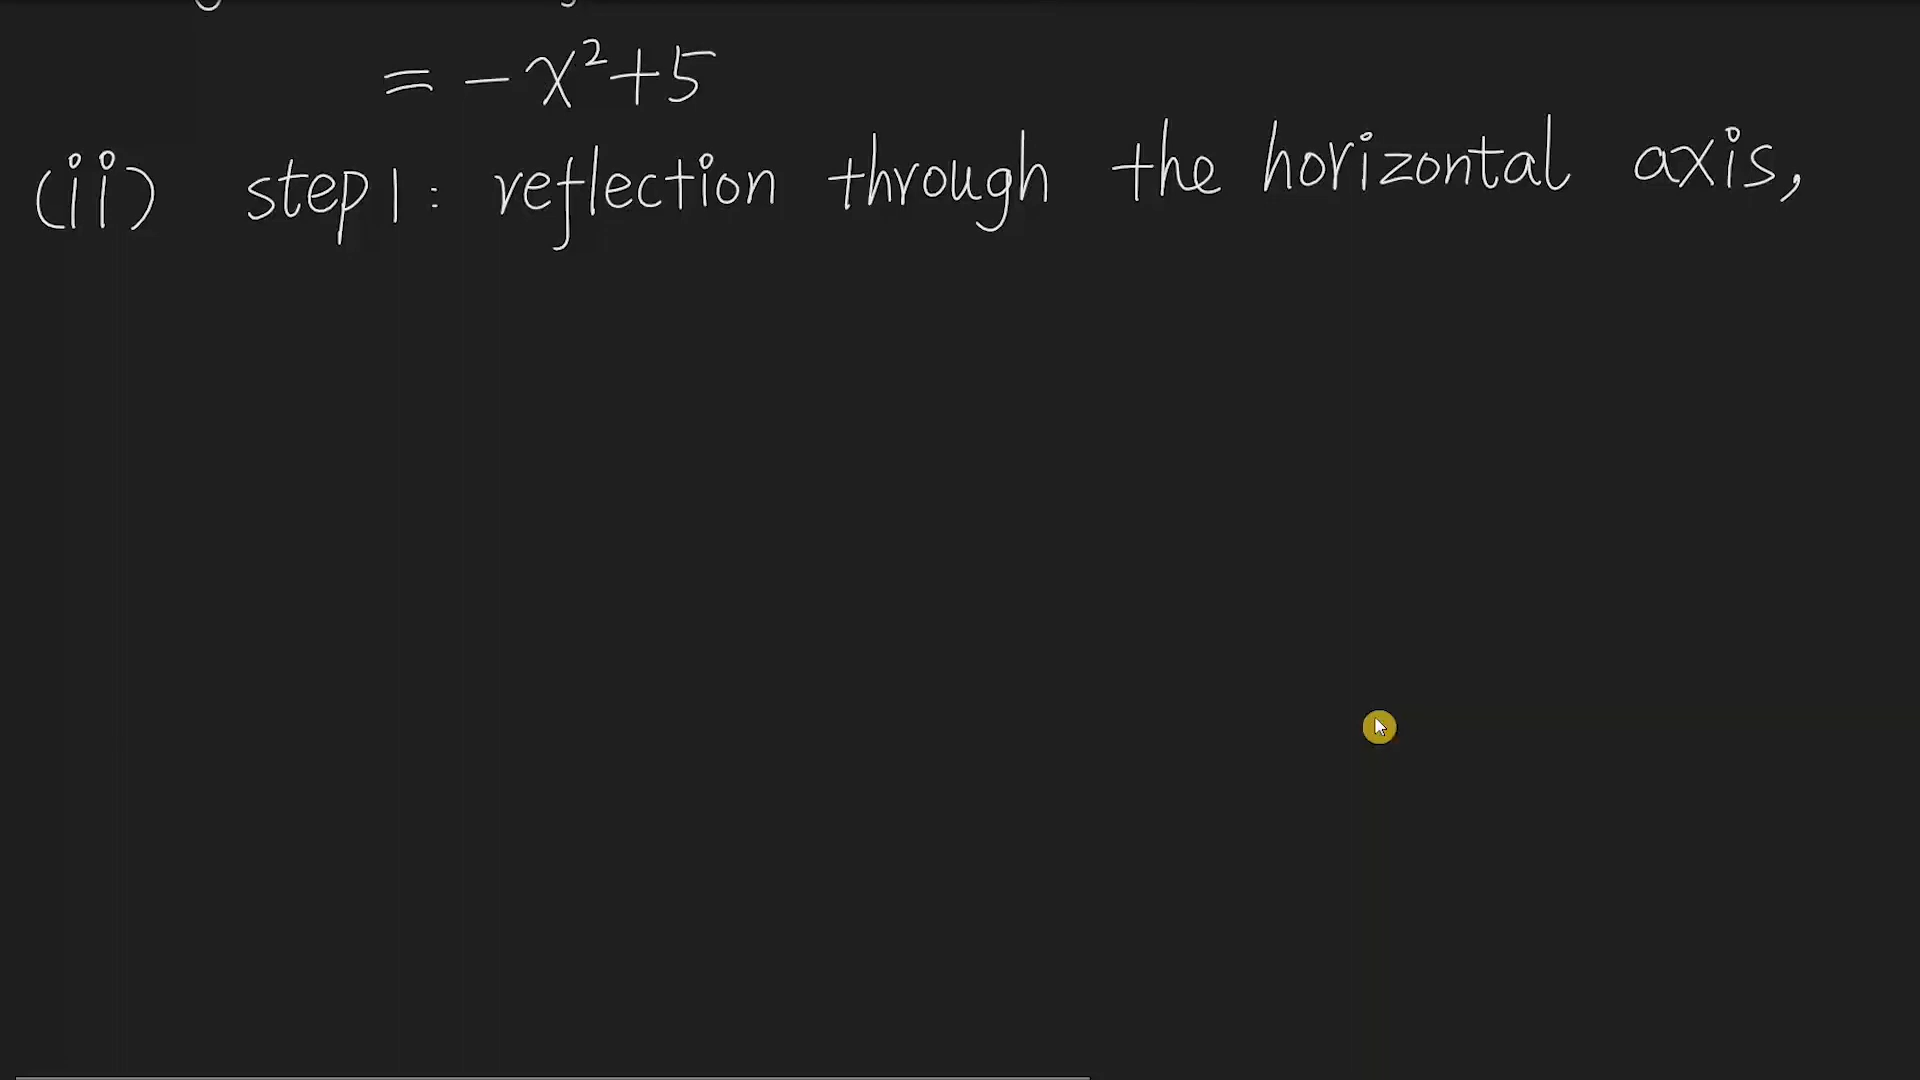 = -x²+5
(ii) step1: reflection through the horizontal axis,